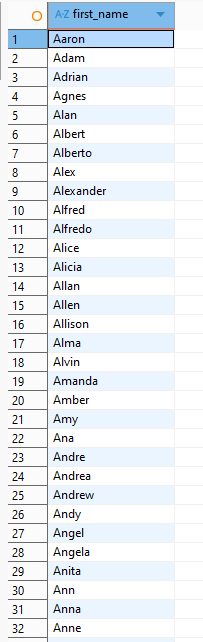 A-Z first_name
1 Aaron
2 Adam
3 Adrian
4 Agnes
5 Alan
6 Albert
7 Alberto
8 Alex
9 Alexander
10 Alfred
11 Alfredo
12 Alice
13 Alicia
14 Allan
15 Allen
16 Allison
17 Alma
18 Alvin
19 Amanda
20 Amber
21 Amy
22 Ana
23 Andre
24 Andrea
25 Andrew
26 Andy
27 Angel
28 Angela
29 Anita
30 Ann
31 Anna
32 Anne